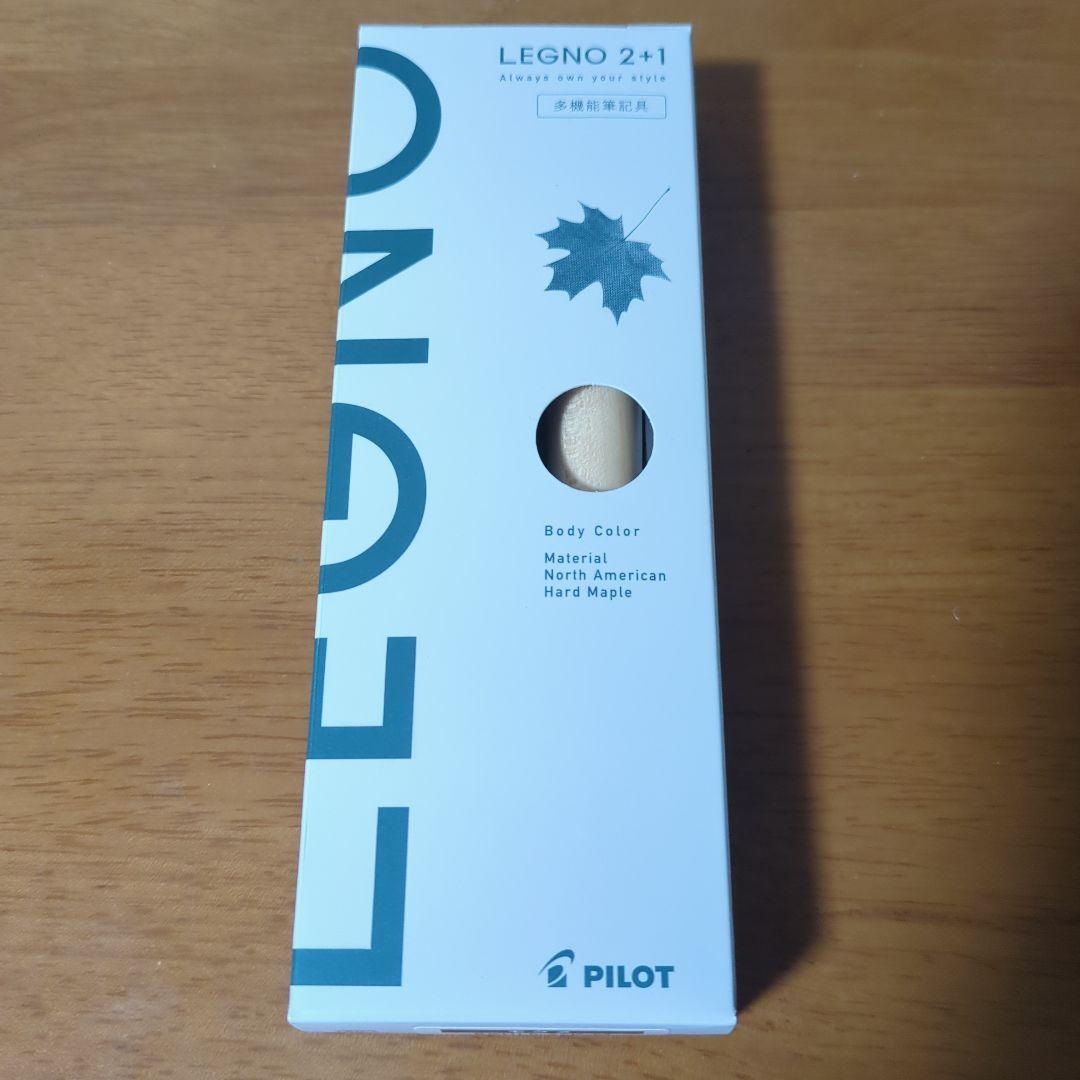 LEGNO 2+1
Always own your style
多機能筆記具
LEGNO
Body Color
Material
North American
Hard Maple
PILOT